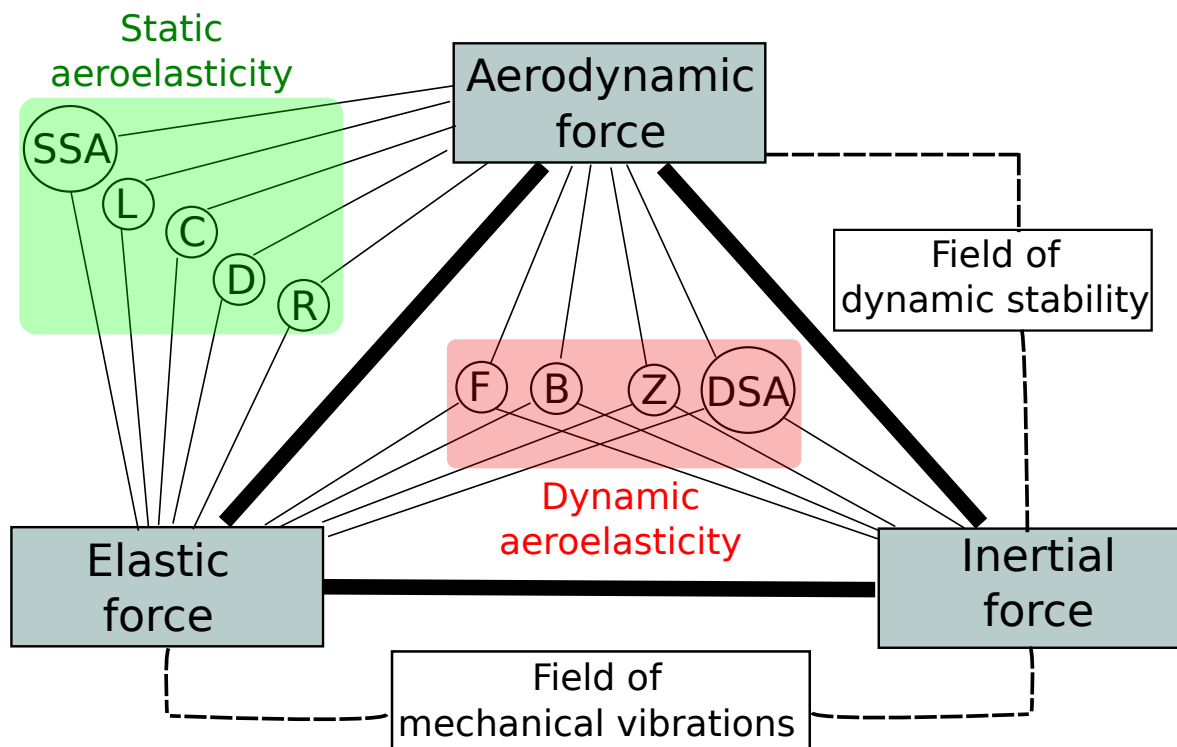 Static
aeroelasticity
Aerodynamic
force
SSA
L
C
D
R
Field of
dynamic stability
F
B
Z
DSA
Dynamic
aeroelasticity
Elastic
force
Inertial
force
Field of
mechanical vibrations